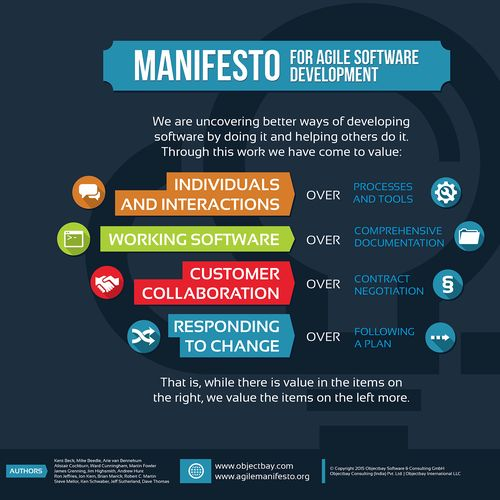 MANIFESTO FOR AGILE SOFTWARE
DEVELOPMENT
We are uncovering better ways of developing
software by doing it and helping others do it.
Through this work we have come to value:
INDIVIDUALS
AND INTERACTIONS
OVER
PROCESSES
AND TOOLS
WORKING SOFTWARE
OVER
COMPREHENSIVE
DOCUMENTATION
CUSTOMER
COLLABORATION
OVER
CONTRACT
NEGOTIATION
§
RESPONDING
TO CHANGE
OVER
FOLLOWING
A PLAN
That is, while there is value in the items on
the right, we value the items on the left more.
AUTHORS
Kent Beck, Mike Beedle, Arie van Bennekum
Alistair Cockburn, Ward Cunningham, Martin Fowler
James Grenning, Jim Highsmith, Andrew Hunt
Ron Jeffries, Jon Kern, Brian Marick, Robert C. Martin
Steve Mellor, Ken Schwaber, Jeff Sutherland, Dave Thomas
www.objectbay.com
www.agilemanifesto.org
© Copyright 2015 Objectbay Software & Consulting GmbH
Objectbay Consulting (India) Pvt. Ltd. | Objectbay International LLC